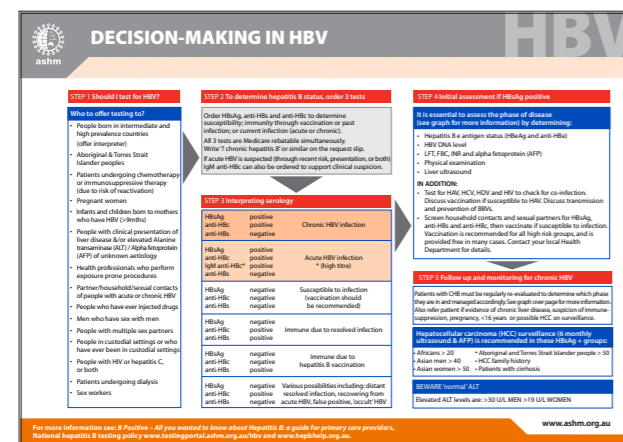 ashm
DECISION-MAKING IN HBV
HBV
STEP 1 Should I test for HBV?
Who to offer testing to?
• People born in intermediate and
high prevalence countries
(offer interpreter)
• Aboriginal & Torres Strait
Islander peoples
• Patients undergoing chemotherapy
or immunosuppressive therapy
(due to risk of reactivation)
• Pregnant women
• Infants and children born to mothers
who have HBV (>9mths)
• People with clinical presentation of
liver disease &/or elevated Alanine
transaminase (ALT) / Alpha fetoprotein
(AFP) of unknown aetiology
• Health professionals who perform
exposure prone procedures
• Partner/household/sexual contacts
of people with acute or chronic HBV
• People who have ever injected drugs
• Men who have sex with men
• People with multiple sex partners
• People in custodial settings or who
have ever been in custodial settings
• People with HIV or hepatitis C,
or both
• Patients undergoing dialysis
• Sex workers
STEP 2 To determine hepatitis B status, order 3 tests
Order HBsAg, anti-HBs and anti-HBc to determine
susceptibility; immunity through vaccination or past
infection; or current infection (acute or chronic).
All 3 tests are Medicare rebatable simultaneously.
Write '? chronic hepatitis B' or similar on the request slip.
If acute HBV is suspected (through recent risk, presentation, or both)
IgM anti-HBc can also be ordered to support clinical suspicion.
STEP 3 Interpreting serology
HBsAg positive
anti-HBc positive Chronic HBV infection
anti-HBs negative
HBsAg positive
anti-HBc positive Acute HBV infection
IgM anti-HBc* positive * (high titre)
anti-HBs negative
HBsAg negative Susceptible to infection
anti-HBc negative (vaccination should
anti-HBs negative be recommended)
HBsAg negative
anti-HBc positive Immune due to resolved infection
anti-HBs positive
HBsAg negative Immune due to
anti-HBc negative hepatitis B vaccination
anti-HBs positive
HBsAg negative Various possibilities including: distant
anti-HBc positive resolved infection, recovering from
anti-HBs negative acute HBV, false positive, 'occult' HBV
STEP 4 Initial assessment if HBsAg positive
It is essential to assess the phase of disease
(see graph for more information) by determining:
• Hepatitis B e antigen status (HBeAg and anti-HBe)
• HBV DNA level
• LFT, FBC, INR and alpha fetoprotein (AFP)
• Physical examination
• Liver ultrasound
IN ADDITION:
• Test for HAV, HCV, HDV and HIV to check for co-infection.
Discuss vaccination if susceptible to HAV. Discuss transmission
and prevention of BBVs.
• Screen household contacts and sexual partners for HBsAg,
anti-HBs and anti-HBc, then vaccinate if susceptible to infection.
Vaccination is recommended for all high risk groups, and is
provided free in many cases. Contact your local Health
Department for details.
STEP 5 Follow up and monitoring for chronic HBV
Patients with CHB must be regularly re-evaluated to determine which phase
they are in and managed accordingly. See graph over page for more information.
Also refer patient if evidence of chronic liver disease, suspicion of immune-
suppression, pregnancy, <16 years or possible HCC on surveillance.
Hepatocellular carcinoma (HCC) surveillance (6 monthly
ultrasound & AFP) is recommended in these HBsAg + groups:
• Africans > 20 • Aboriginal and Torres Strait Islander people > 50
• Asian men > 40 • HCC family history
• Asian women > 50 • Patients with cirrhosis
BEWARE 'normal' ALT
Elevated ALT levels are: >30 U/L MEN >19 U/L WOMEN
For more information see: B Positive – All you wanted to know about Hepatitis B: a guide for primary care providers,
National hepatitis B testing policy www.testingportal.ashm.org.au/hbv and www.hepbhelp.org.au.
www.ashm.org.au